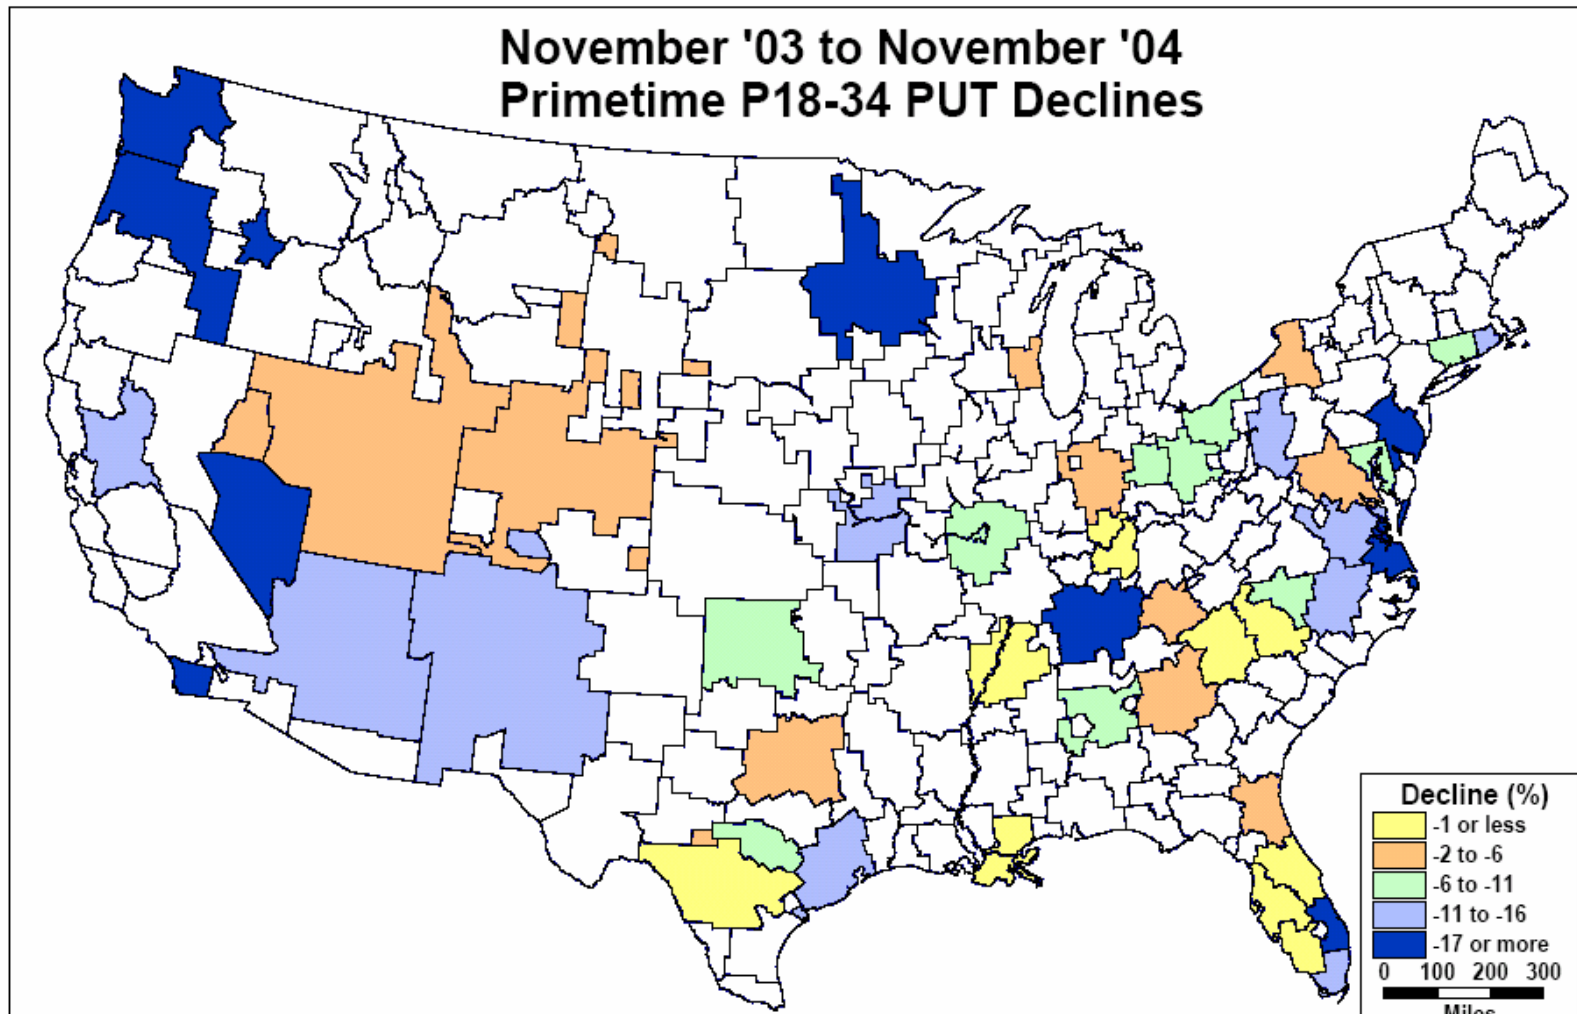 November '03 to November '04
Primetime P18-34 PUT Declines
Decline (%)
-1 or less
-2 to -6
-6 to -11
-11 to -16
-17 or more
0 100 200 300
Miles